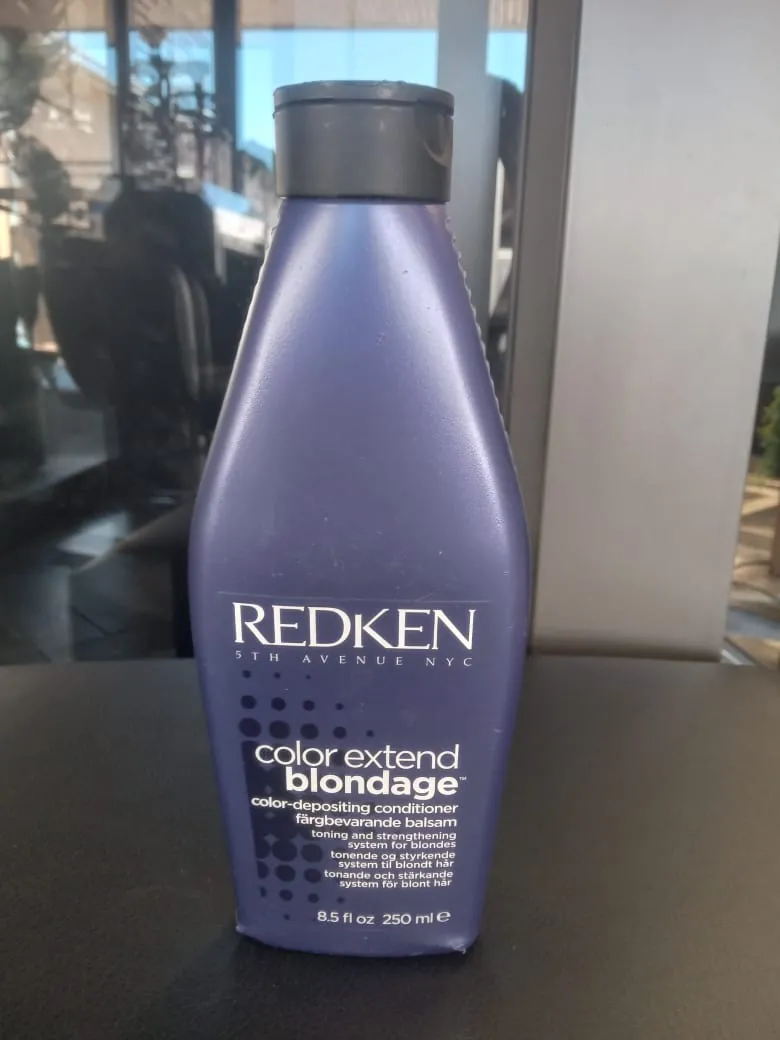 REDKEN
5TH AVENUE NYC
color extend
blondage™
color-depositing conditioner
färgbevarande balsam
toning and strengthening
system for blondes
tonende og styrkende
system til blondt hår
tonande och stärkande
system för blont hår
8.5 fl oz 250 ml ℮